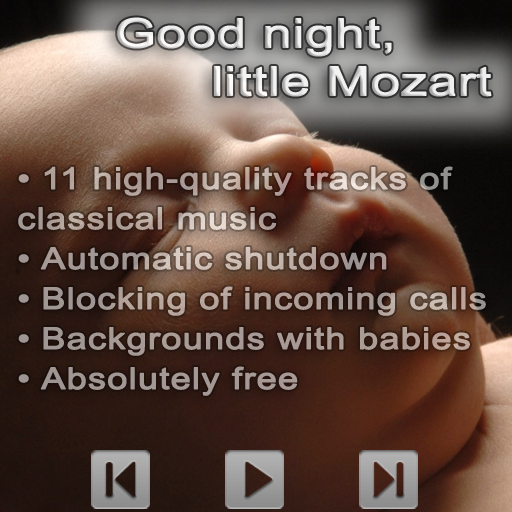 Good night,
little Mozart
• 11 high-quality tracks of
classical music
• Automatic shutdown
• Blocking of incoming calls
• Backgrounds with babies
• Absolutely free